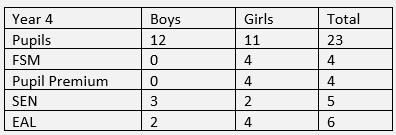 Year 4 Boys Girls Total
Pupils 12 11 23
FSM 0 4 4
Pupil Premium 0 4 4
SEN 3 2 5
EAL 2 4 6